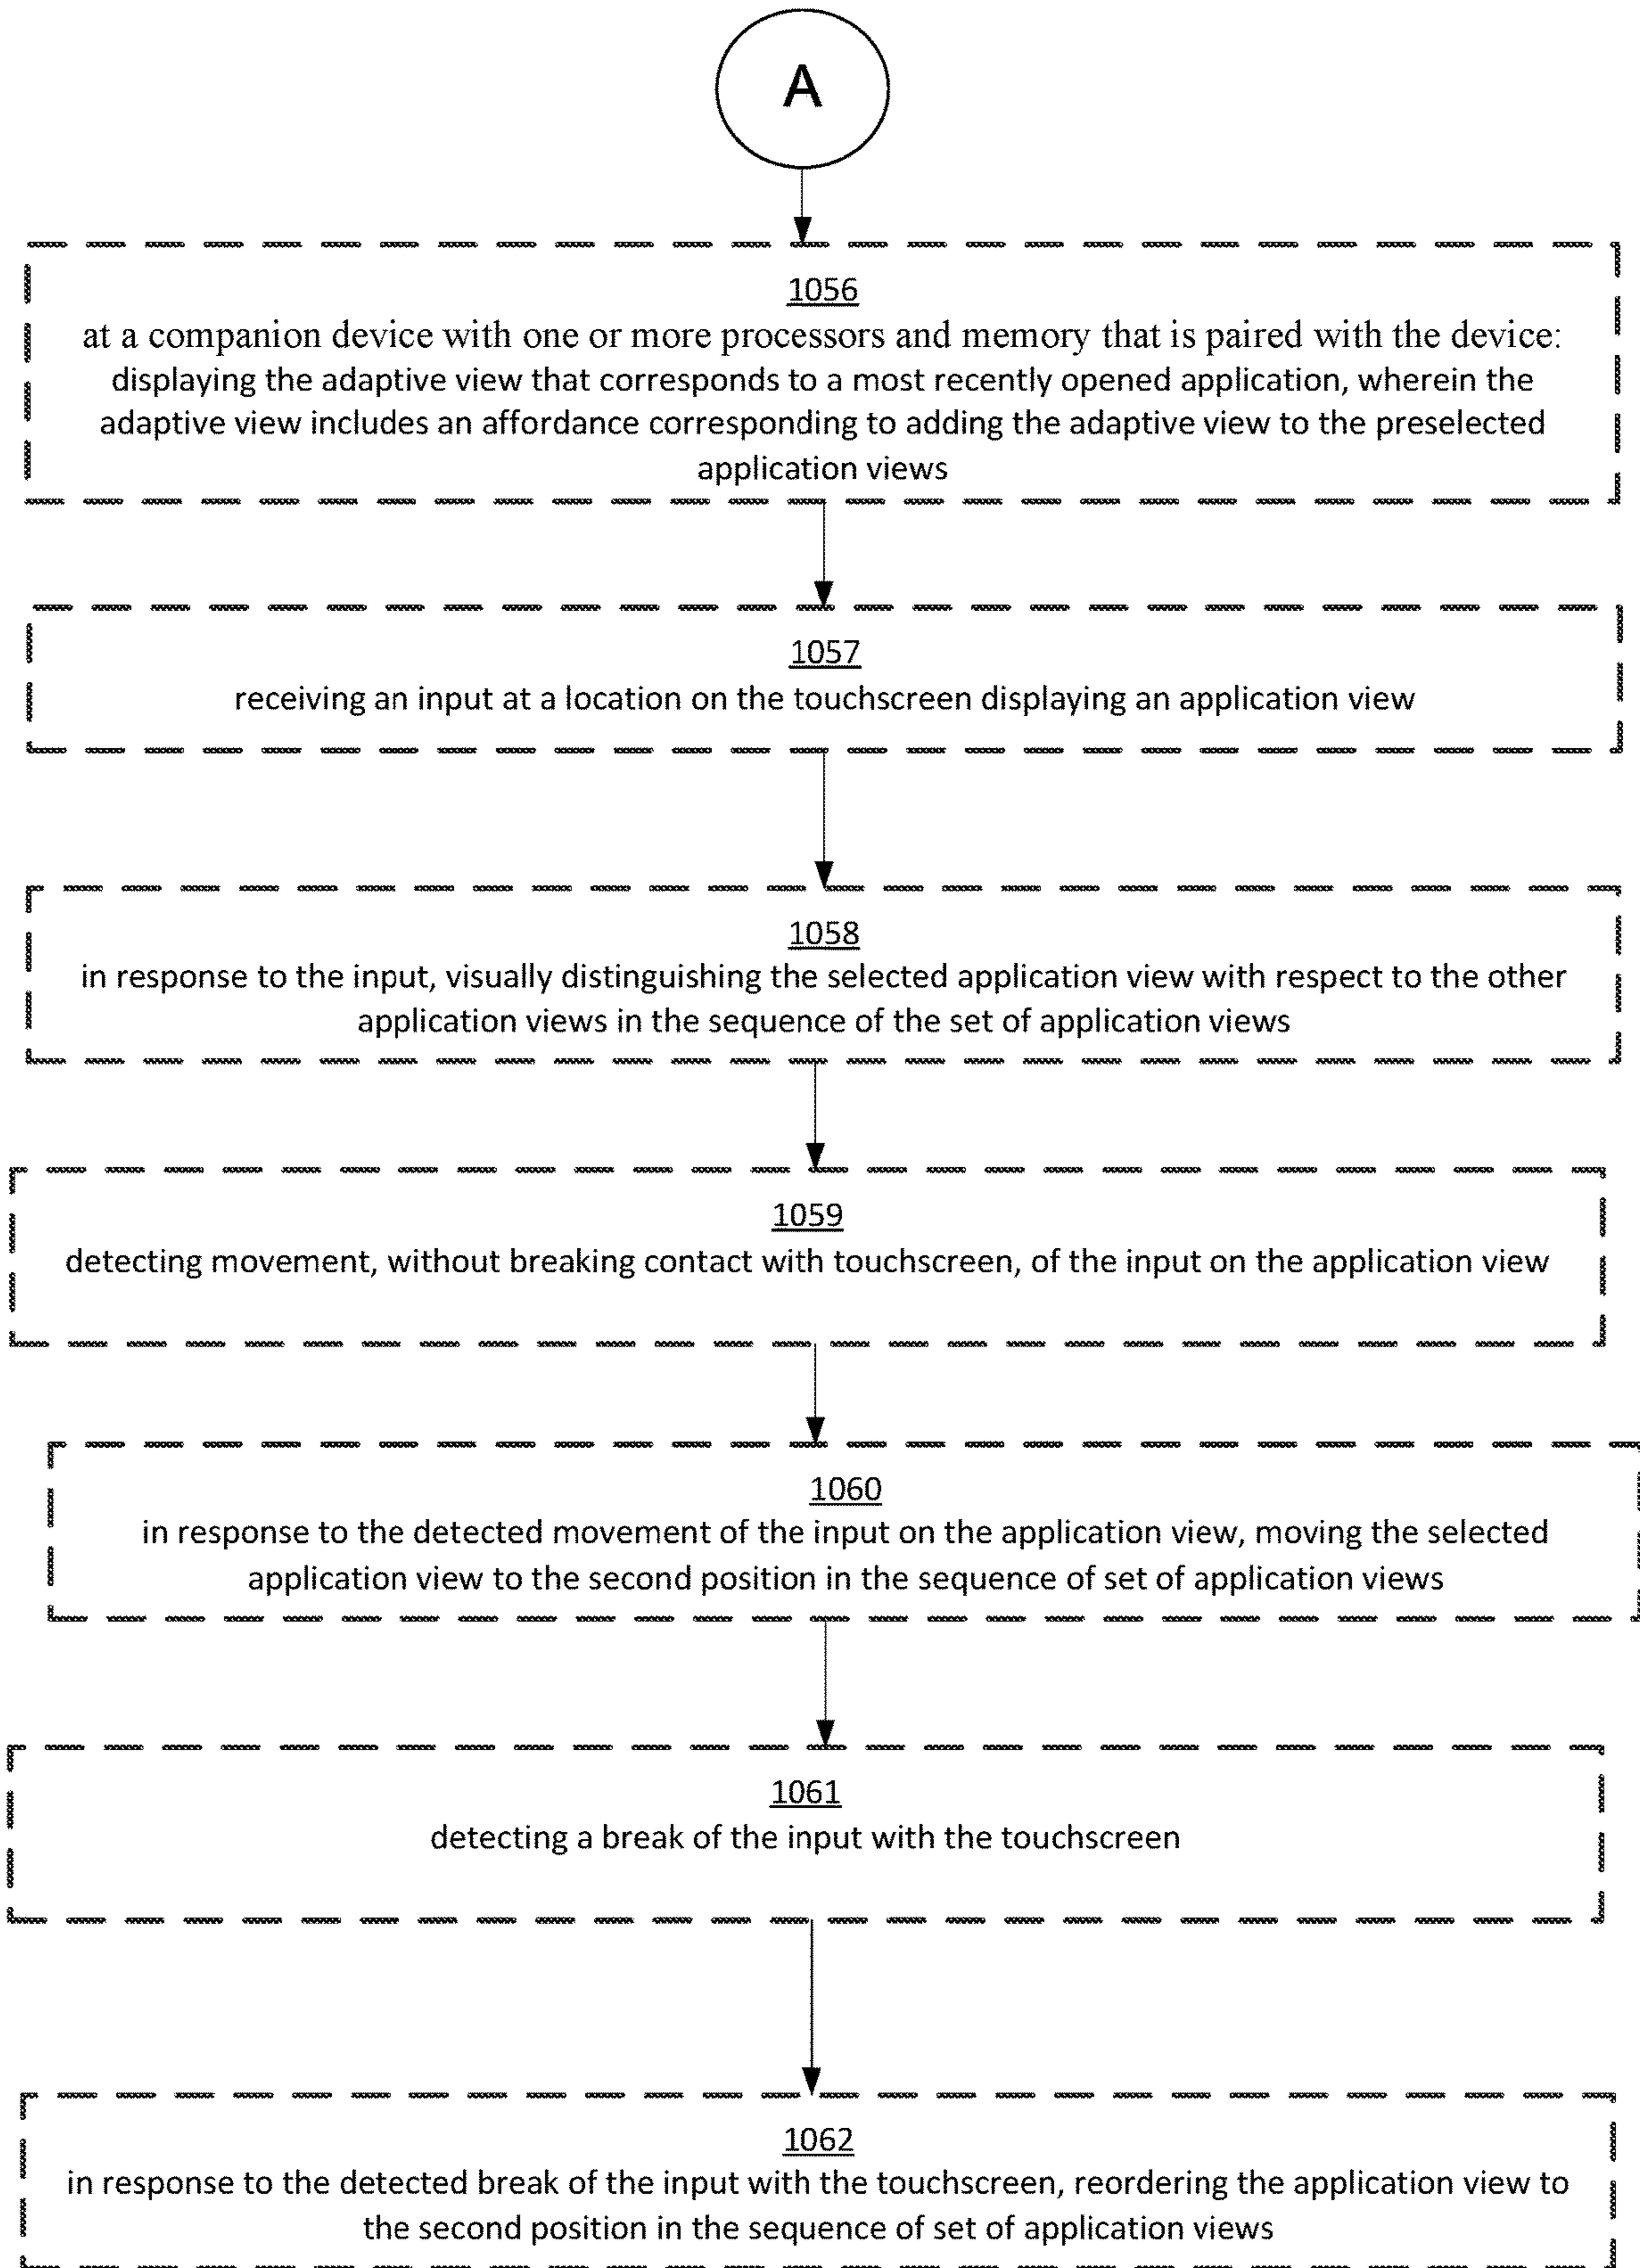 A
1056
at a companion device with one or more processors and memory that is paired with the device:
displaying the adaptive view that corresponds to a most recently opened application, wherein the
adaptive view includes an affordance corresponding to adding the adaptive view to the preselected
application views
1057
receiving an input at a location on the touchscreen displaying an application view
1058
in response to the input, visually distinguishing the selected application view with respect to the other
application views in the sequence of the set of application views
1059
detecting movement, without breaking contact with touchscreen, of the input on the application view
1060
in response to the detected movement of the input on the application view, moving the selected
application view to the second position in the sequence of set of application views
1061
detecting a break of the input with the touchscreen
1062
in response to the detected break of the input with the touchscreen, reordering the application view to
the second position in the sequence of set of application views